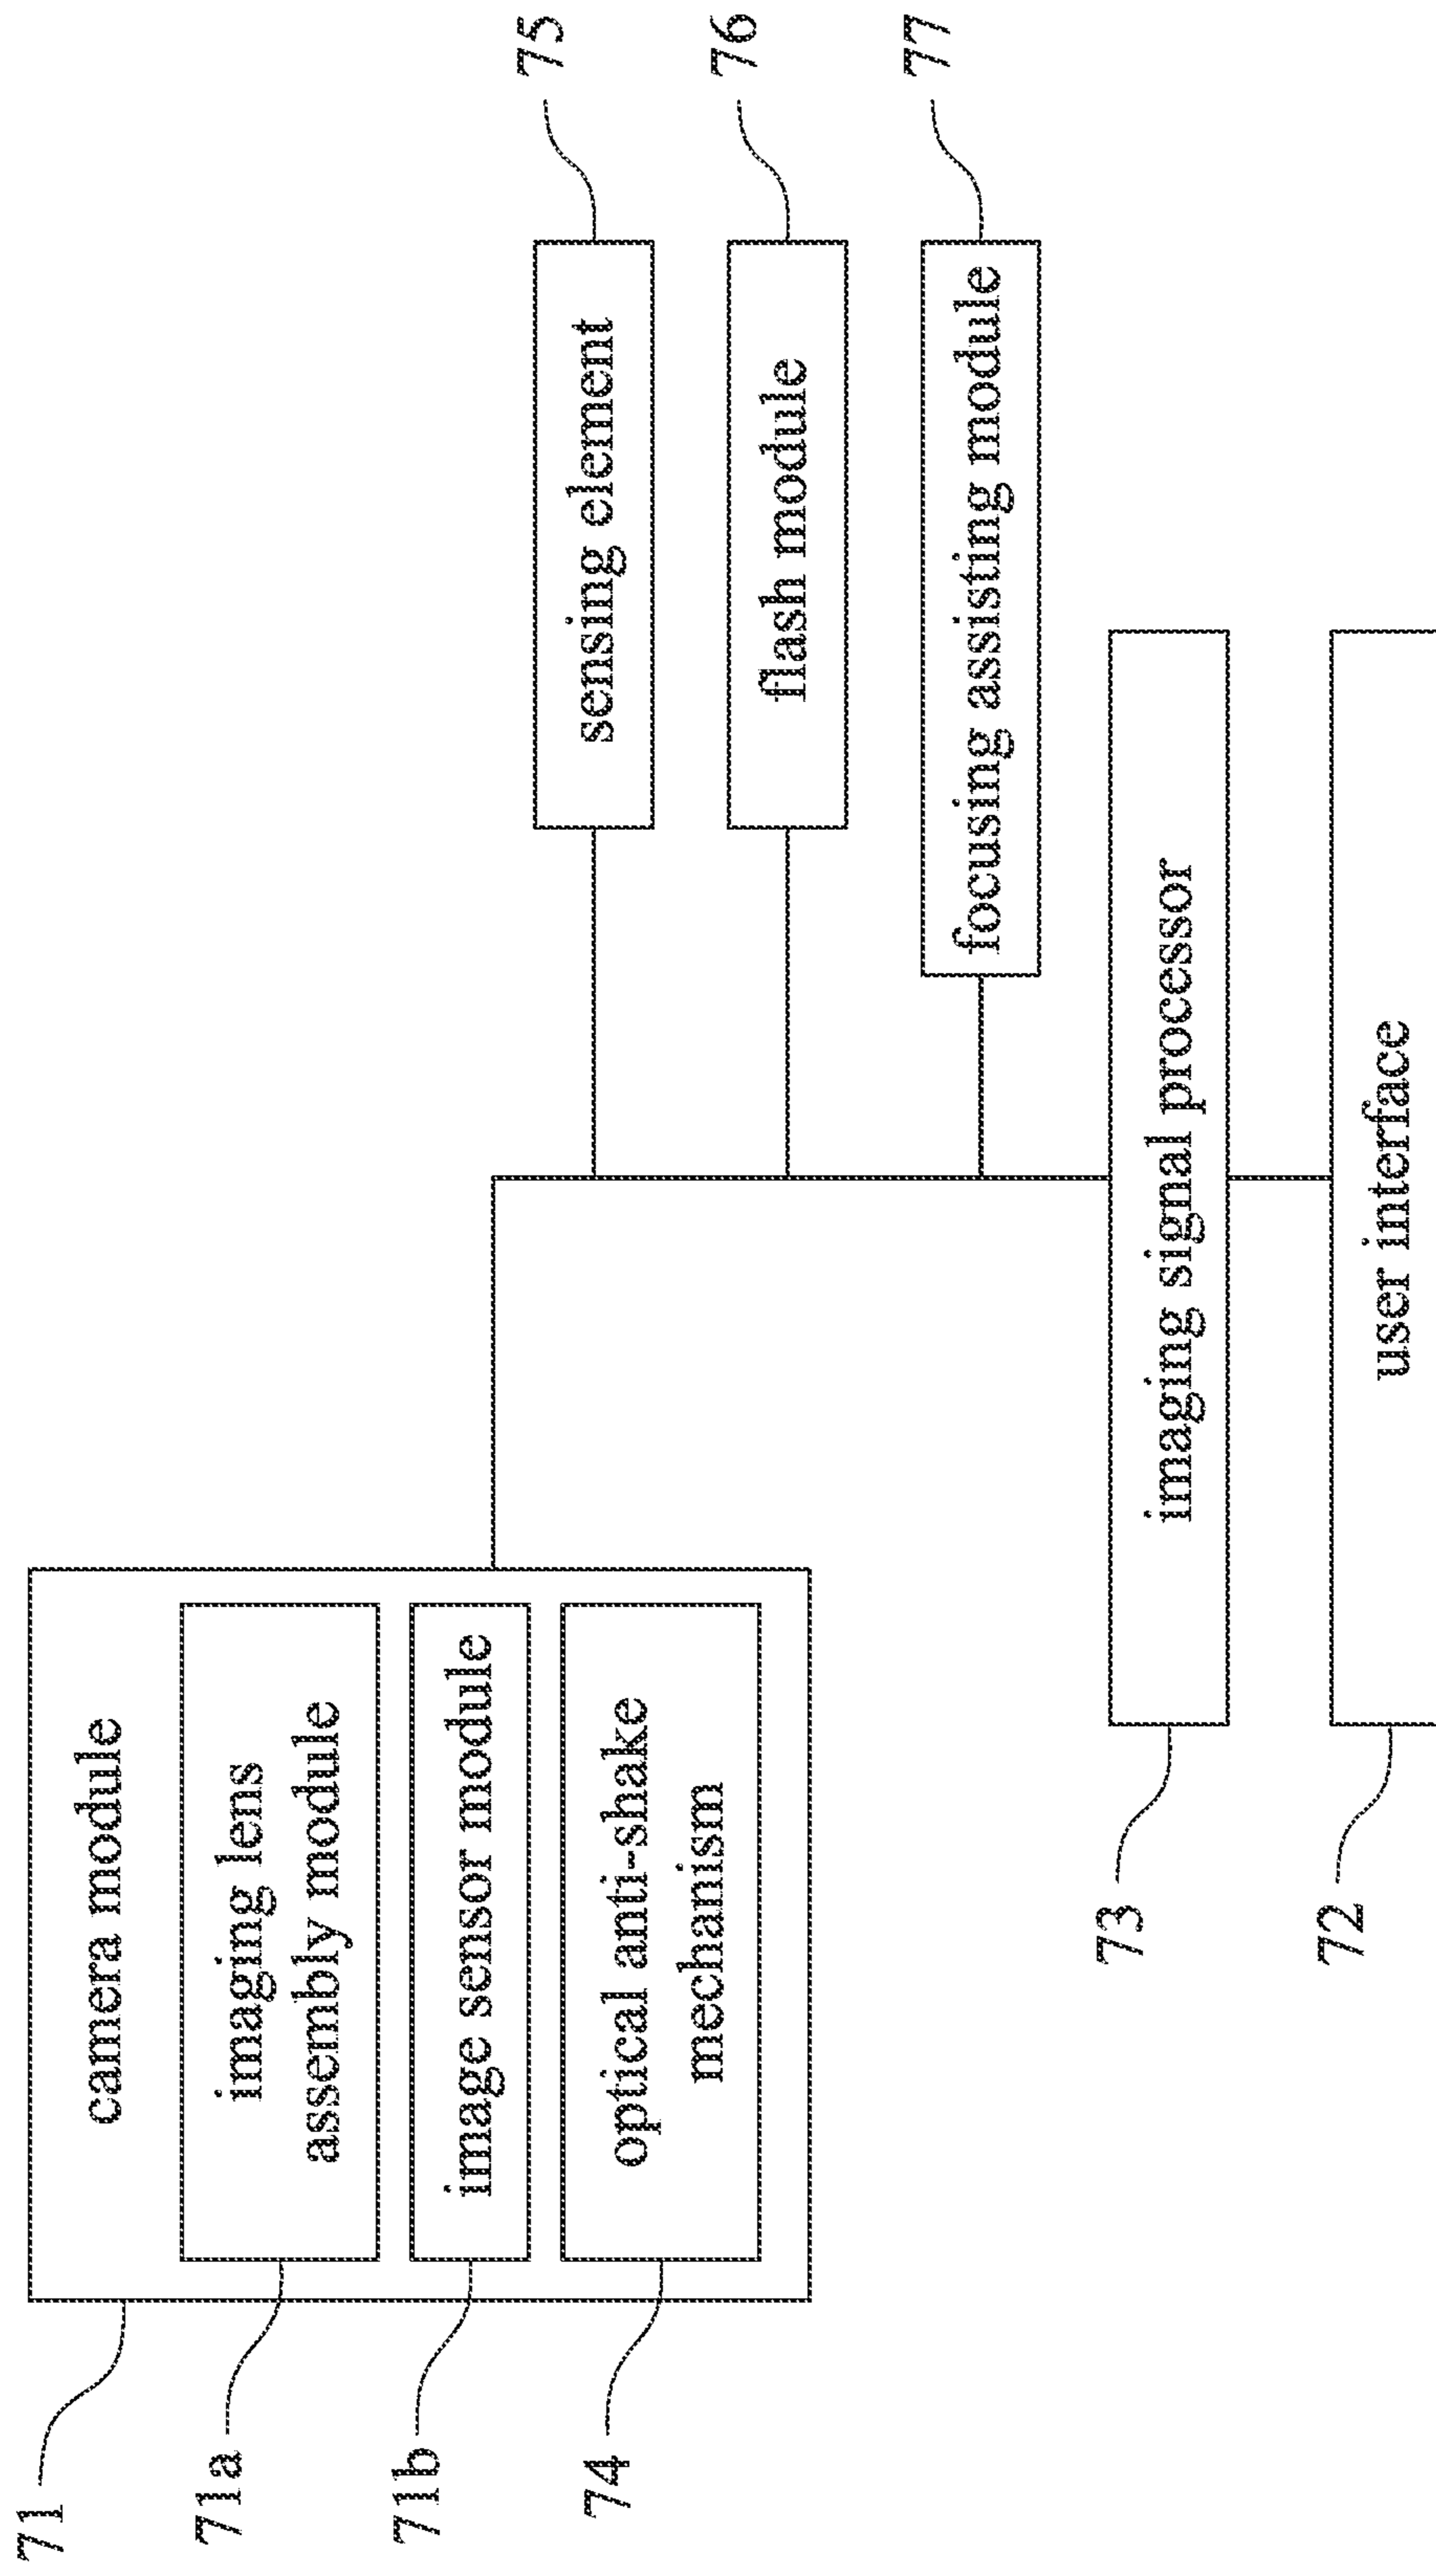 71
camera module
71a
imaging lens
assembly module
71b
image sensor module
74
optical anti-shake
mechanism
sensing element
75
flash module
76
focusing assisting module
77
73
imaging signal processor
72
user interface